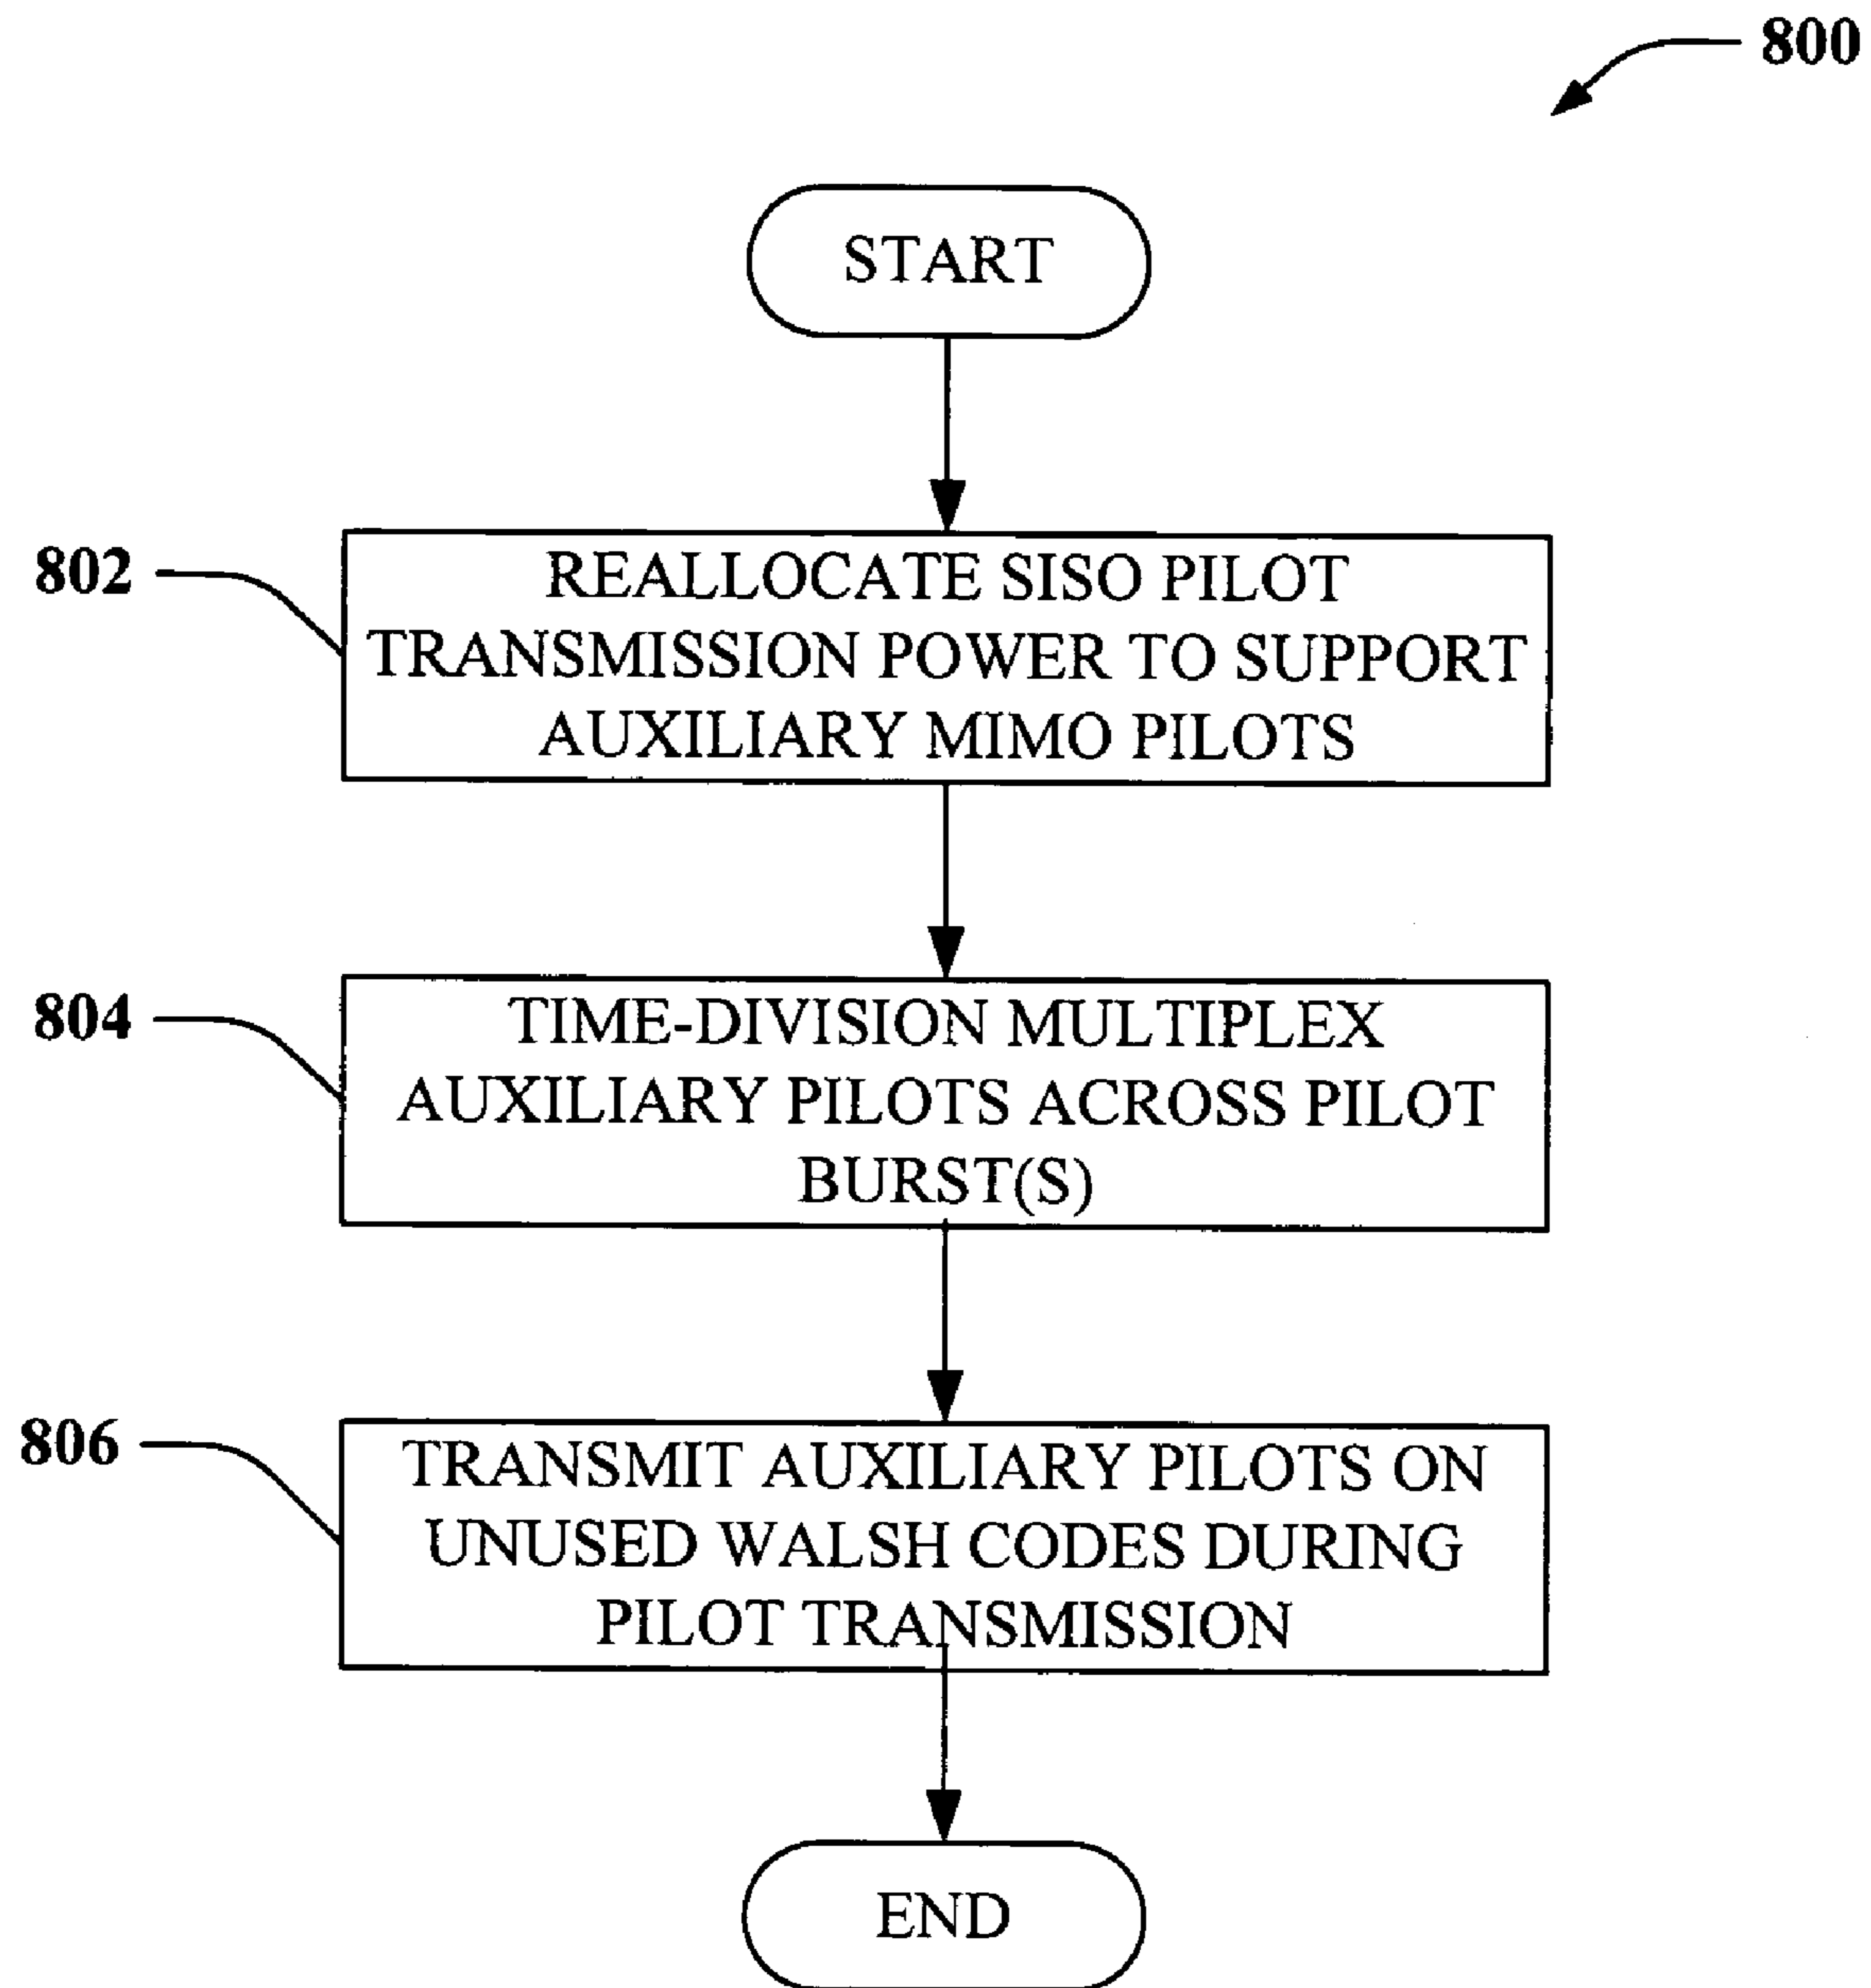 800
START
802
REALLOCATE SISO PILOT
TRANSMISSION POWER TO SUPPORT
AUXILIARY MIMO PILOTS
804
TIME-DIVISION MULTIPLEX
AUXILIARY PILOTS ACROSS PILOT
BURST(S)
806
TRANSMIT AUXILIARY PILOTS ON
UNUSED WALSH CODES DURING
PILOT TRANSMISSION
END